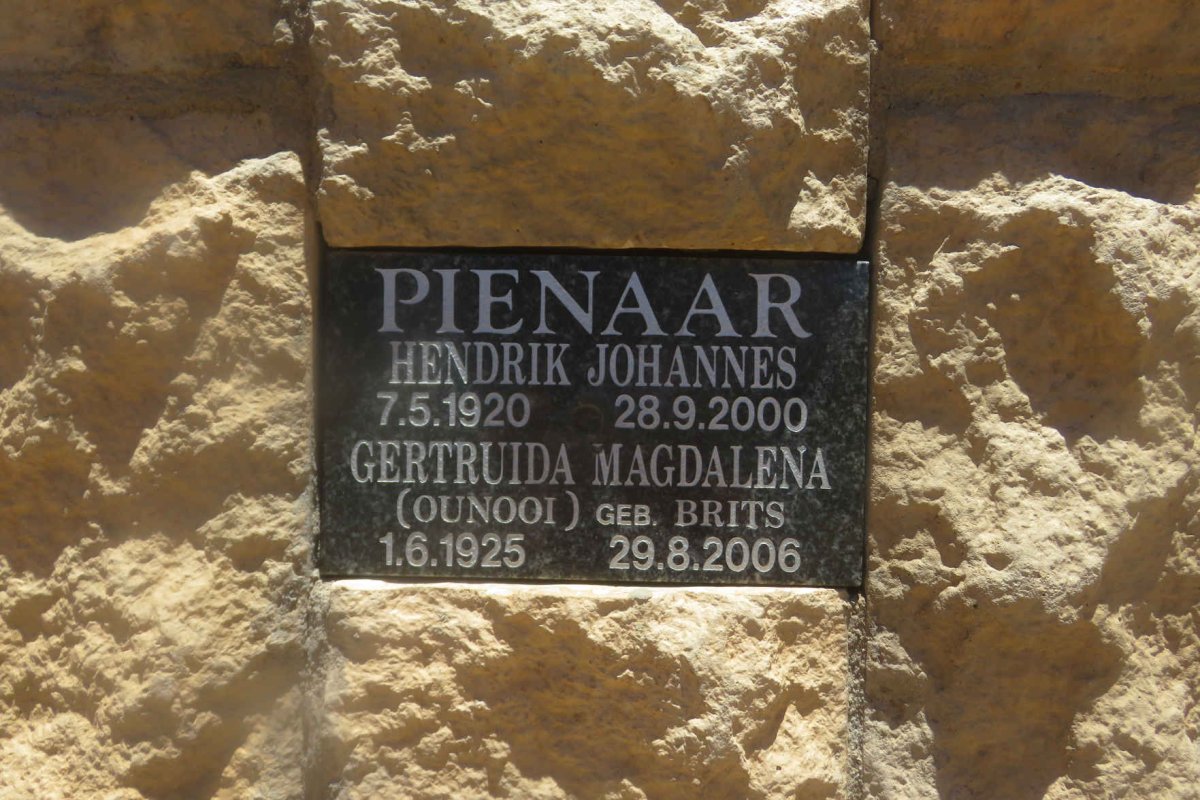 PIENAAR
HENDRIK JOHANNES
7.5.1920 28.9.2000
GERTRUIDA MAGDALENA
(OUNOOI) GEB. BRITS
1.6.1925 29.8.2006